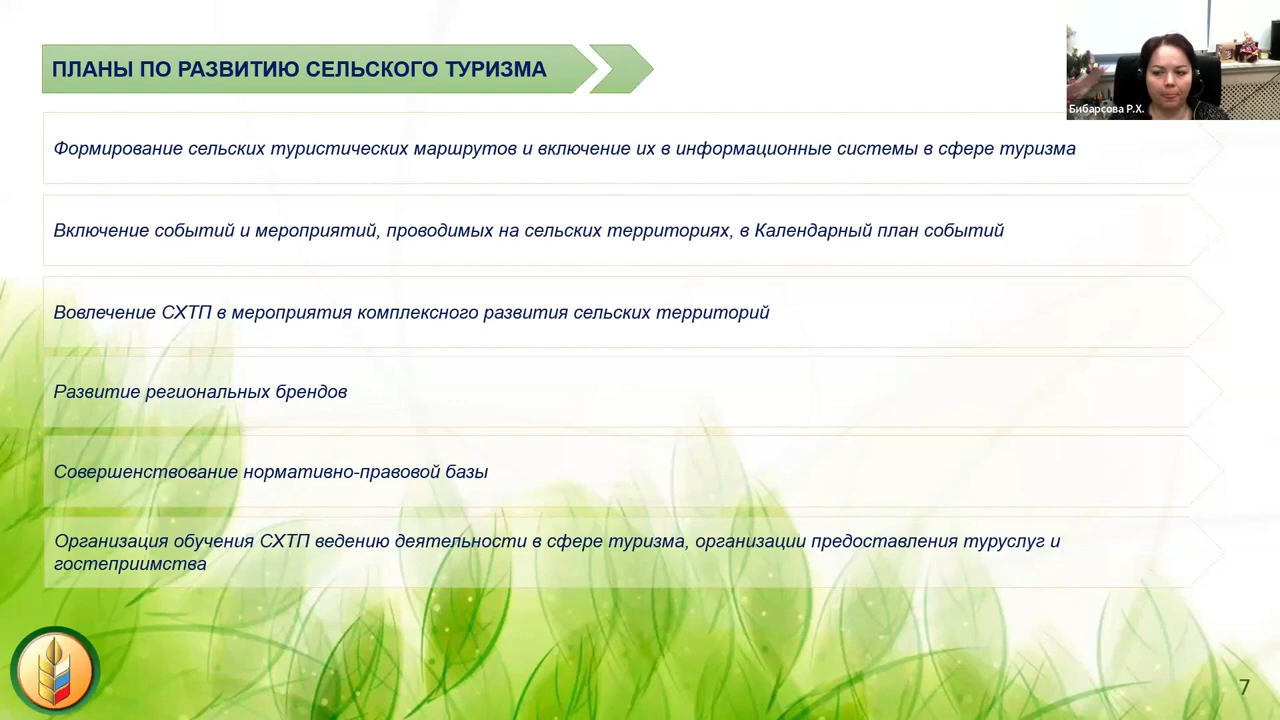 ПЛАНЫ ПО РАЗВИТИЮ СЕЛЬСКОГО ТУРИЗМА
Бибарсова Р.Х.
Формирование сельских туристических маршрутов и включение их в информационные системы в сфере туризма
Включение событий и мероприятий, проводимых на сельских территориях, в Календарный план событий
Вовлечение СХТП в мероприятия комплексного развития сельских территорий
Развитие региональных брендов
Совершенствование нормативно-правовой базы
Организация обучения СХТП ведению деятельности в сфере туризма, организации предоставления туруслуг и
гостеприимства
7